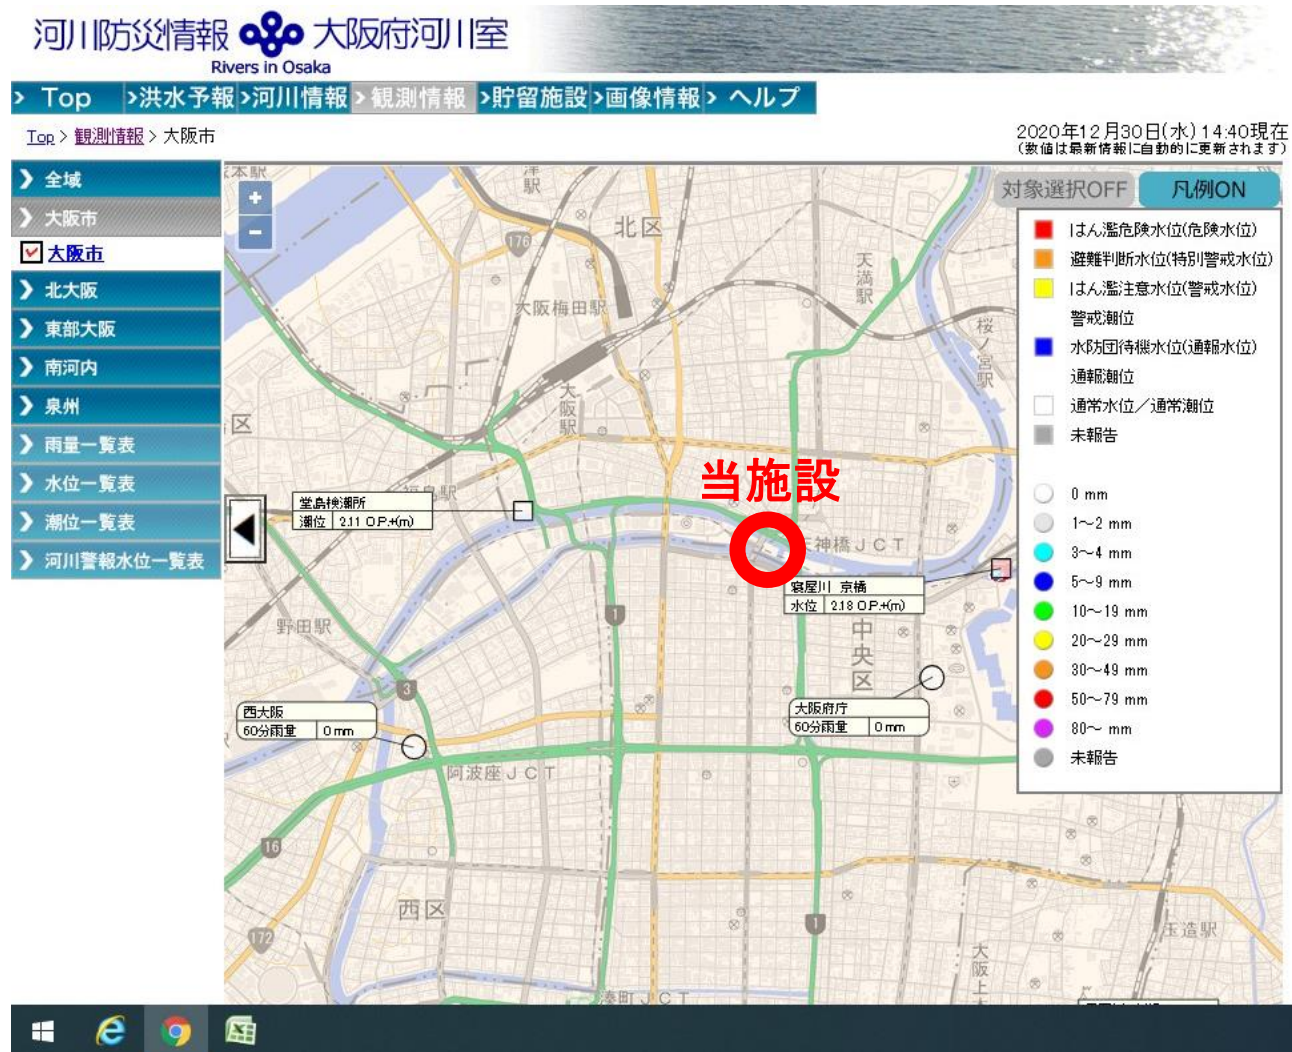 河川防災情報 大阪府河川室
Rivers in Osaka
> Top >洪水予報 >河川情報 >観測情報 >貯留施設 >画像情報 > ヘルプ
Top > 観測情報 > 大阪市
2020年12月30日(水) 14:40現在
(数値は最新情報に自動的に更新されます)
全域
大阪市
大阪市
北大阪
東部大阪
南河内
泉州
雨量一覧表
水位一覧表
潮位一覧表
河川警報水位一覧表
対象選択OFF
凡例ON
はん濫危険水位(危険水位)
避難判断水位(特別警戒水位)
はん濫注意水位(警戒水位)
警戒潮位
水防団待機水位(通報水位)
通報潮位
通常水位／通常潮位
未報告
0 mm
1～2 mm
3～4 mm
5～9 mm
10～19 mm
20～29 mm
30～49 mm
50～79 mm
80～ mm
未報告
+
−
北区
176
天満駅
大阪梅田駅
桜ノ宮駅
大阪駅
当施設
堂島検潮所
潮位 2.11 O.P.+(m)
神橋JCT
寝屋川 京橋
水位 2.18 O.P.+(m)
1
野田駅
中央区
3
西大阪
60分雨量 0 mm
大阪府庁
60分雨量 0 mm
阿波座JCT
16
西区
172
1
玉造駅
湊町JCT